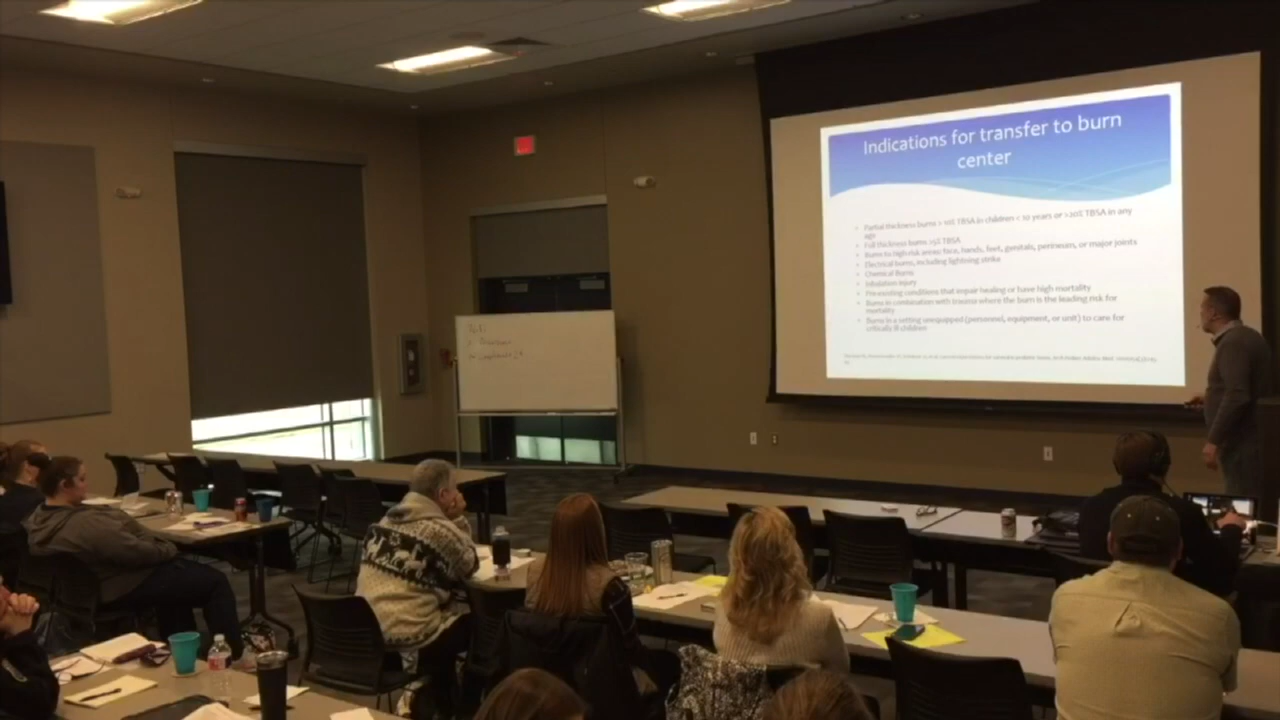 Indications for transfer to burn
center
Partial thickness burns > 10% TBSA in children < 10 years or >20% TBSA in any
age
Full thickness burns >5% TBSA
Burns to high risk areas: face, hands, feet, genitals, perineum, or major joints
Electrical burns, including lightning strike
Chemical Burns
Inhalation injury
Pre-existing conditions that impair healing or have high mortality
Burns in combination with trauma where the burn is the leading risk for
mortality
Burns in a setting unequipped (personnel, equipment, or unit) to care for
critically ill children